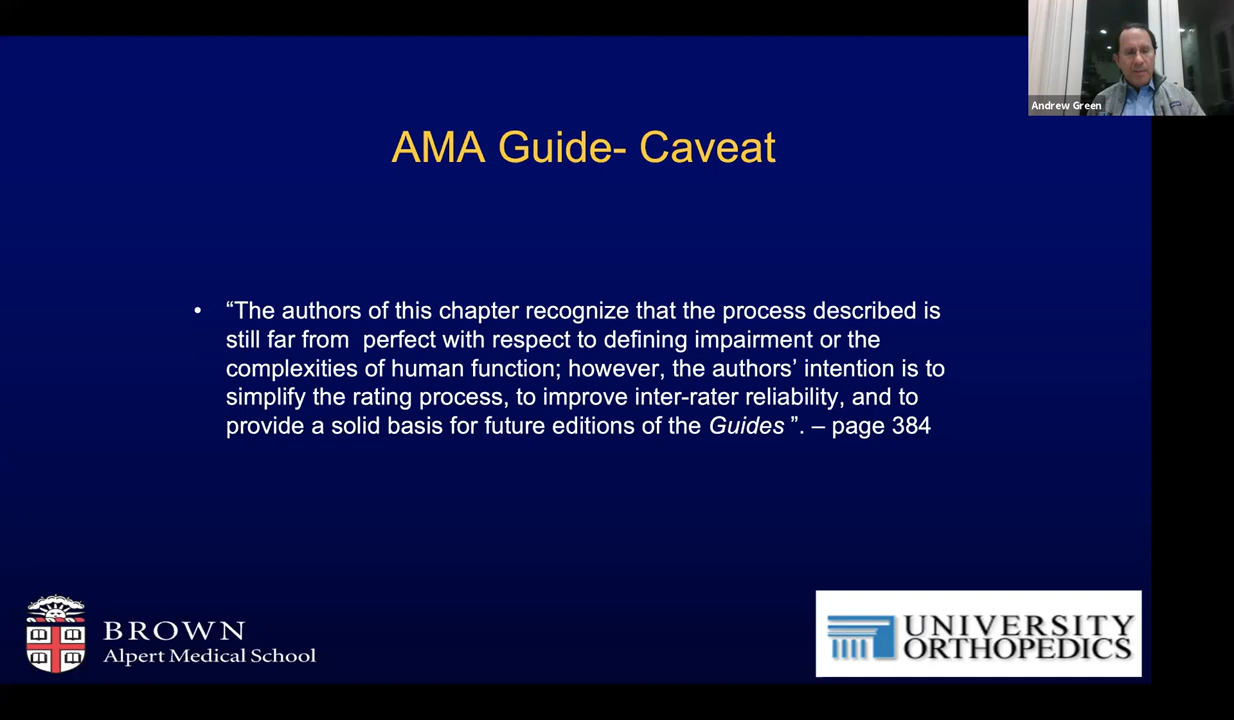 Andrew Green
AMA Guide- Caveat
• “The authors of this chapter recognize that the process described is
still far from  perfect with respect to defining impairment or the
complexities of human function; however, the authors’ intention is to
simplify the rating process, to improve inter-rater reliability, and to
provide a solid basis for future editions of the Guides ”. – page 384
BROWN
Alpert Medical School
UNIVERSITY
ORTHOPEDICS